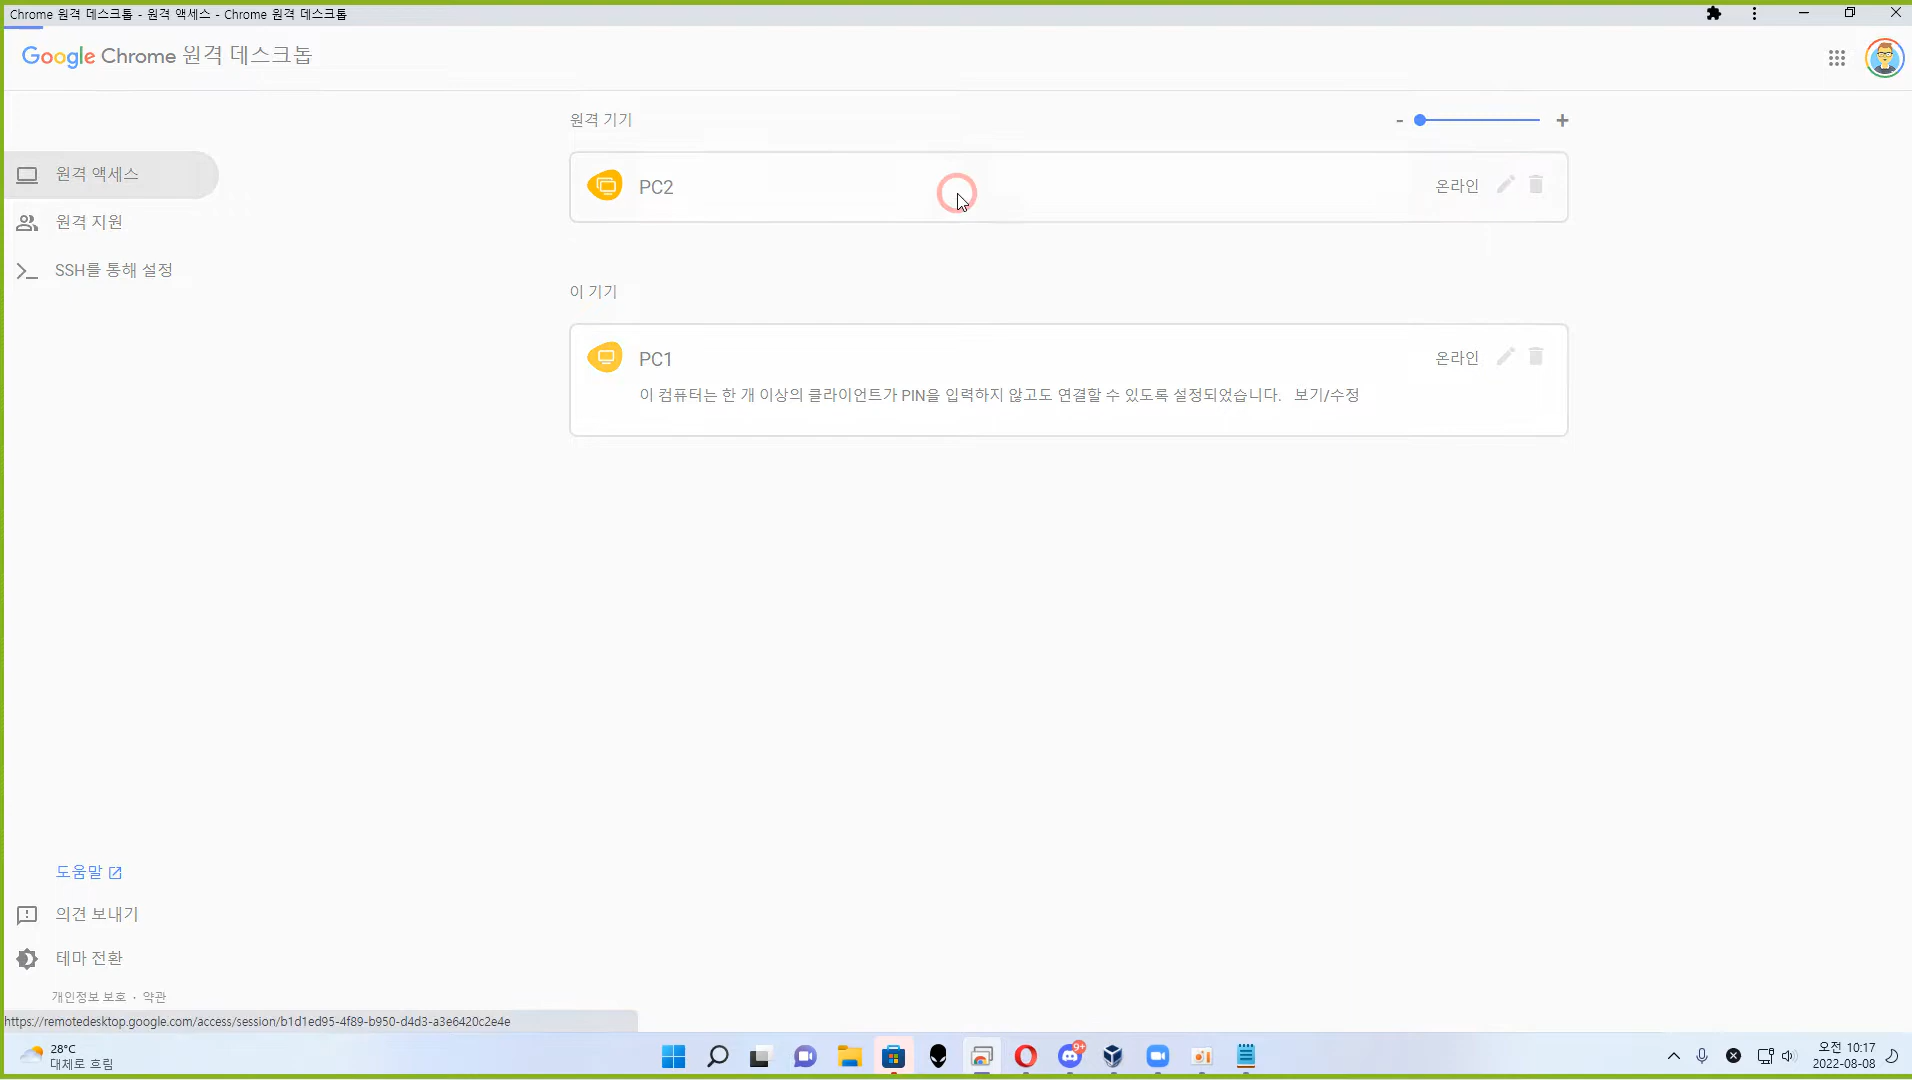 Chrome 원격 데스크톱 - 원격 액세스 - Chrome 원격 데스크톱
Google Chrome 원격 데스크톱
원격 기기
- +
원격 액세스
PC2 온라인
원격 지원
SSH를 통해 설정
이 기기
PC1 온라인
이 컴퓨터는 한 개 이상의 클라이언트가 PIN을 입력하지 않고도 연결할 수 있도록 설정되었습니다. 보기/수정
도움말
의견 보내기
테마 전환
개인정보 보호 · 약관
https://remotedesktop.google.com/access/session/b1d1ed95-4f89-b950-d4d3-a3e6420c2e4e
28°C
대체로 흐림
9+
오전 10:17
2022-08-08